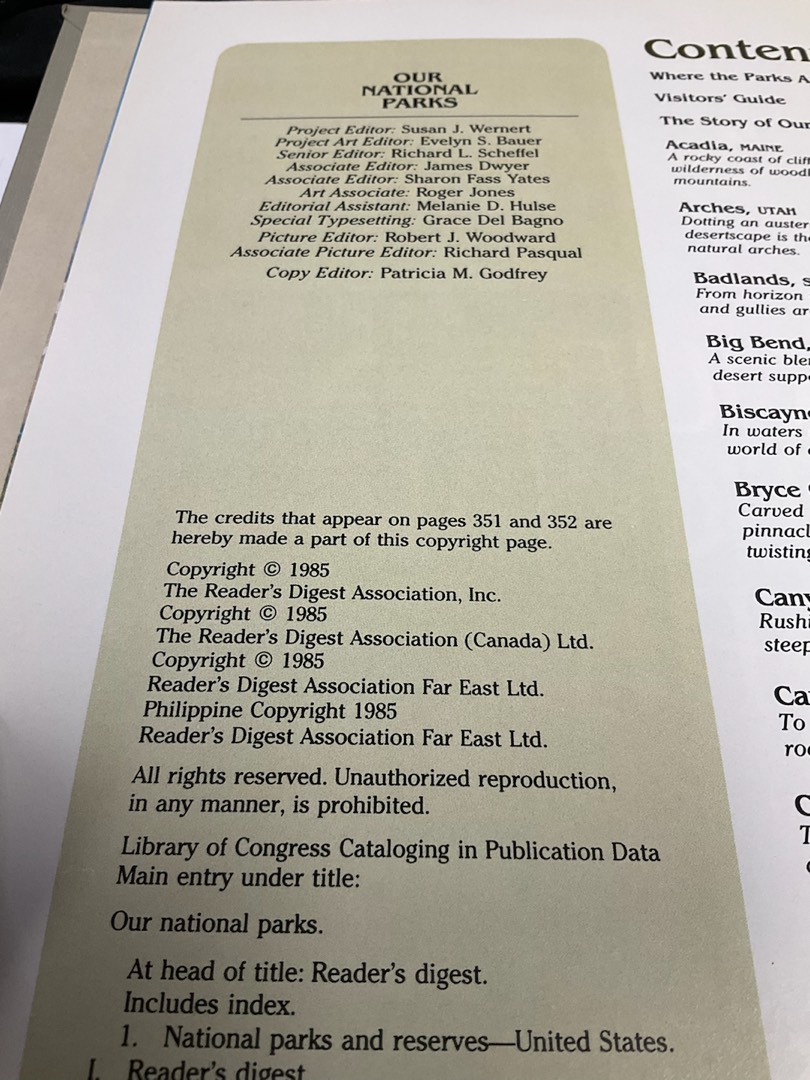 OUR
NATIONAL
PARKS
Project Editor: Susan J. Wernert
Project Art Editor: Evelyn S. Bauer
Senior Editor: Richard L. Scheffel
Associate Editor: James Dwyer
Associate Editor: Sharon Fass Yates
Art Associate: Roger Jones
Editorial Assistant: Melanie D. Hulse
Special Typesetting: Grace Del Bagno
Picture Editor: Robert J. Woodward
Associate Picture Editor: Richard Pasqual
Copy Editor: Patricia M. Godfrey
The credits that appear on pages 351 and 352 are
hereby made a part of this copyright page.
Copyright © 1985
The Reader's Digest Association, Inc.
Copyright © 1985
The Reader's Digest Association (Canada) Ltd.
Copyright © 1985
Reader's Digest Association Far East Ltd.
Philippine Copyright 1985
Reader's Digest Association Far East Ltd.
All rights reserved. Unauthorized reproduction,
in any manner, is prohibited.
Library of Congress Cataloging in Publication Data
Main entry under title:
Our national parks.
At head of title: Reader's digest.
Includes index.
1. National parks and reserves—United States.
I. Reader's digest
Where the Parks
Visitors' Guide
The Story of Our
Acadia, MAINE
A rocky coast of
wilderness of
mountains.
Arches, UTAH
Dotting an
desertscape is
natural arches.
Badlands,
From horizon
and gullies
Big Bend,
A scenic
desert
In waters
world of
Bryce
Carved
steep
To